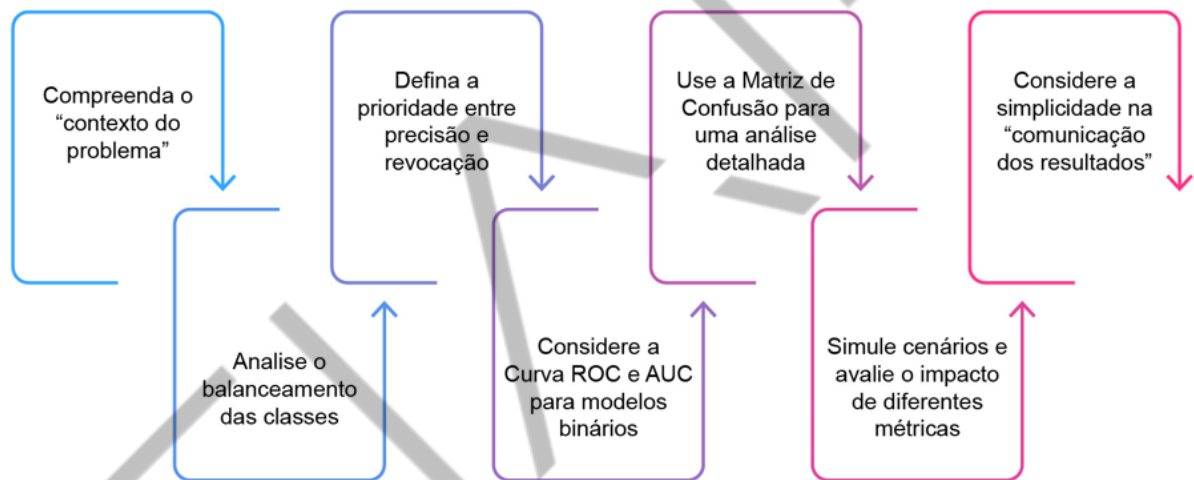 Compreenda o
“contexto do
problema”
Analise o
balanceamento
das classes
Defina a
prioridade entre
precisão e
revocação
Considere a
Curva ROC e AUC
para modelos
binários
Use a Matriz de
Confusão para
uma análise
detalhada
Simule cenários e
avalie o impacto
de diferentes
métricas
Considere a
simplicidade na
“comunicação
dos resultados”